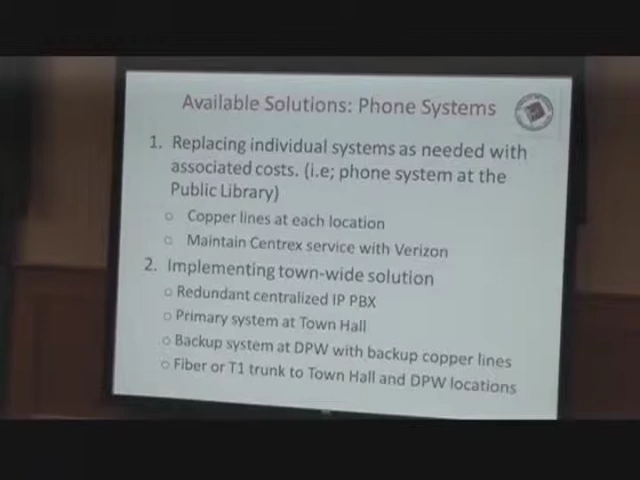 Available Solutions: Phone Systems
1. Replacing individual systems as needed with
associated costs. (i.e; phone system at the
Public Library)
○ Copper lines at each location
○ Maintain Centrex service with Verizon
2. Implementing town-wide solution
○ Redundant centralized IP PBX
○ Primary system at Town Hall
○ Backup system at DPW with backup copper lines
○ Fiber or T1 trunk to Town Hall and DPW locations